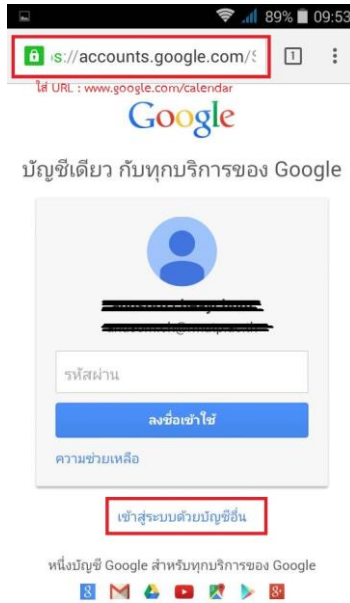 89% 09:53
s://accounts.google.com/S
1
ใส่ URL : www.google.com/calendar
Google
บัญชีเดียว กับทุกบริการของ Google
รหัสผ่าน
ลงชื่อเข้าใช้
ความช่วยเหลือ
เข้าสู่ระบบด้วยบัญชีอื่น
หนึ่งบัญชี Google สำหรับทุกบริการของ Google